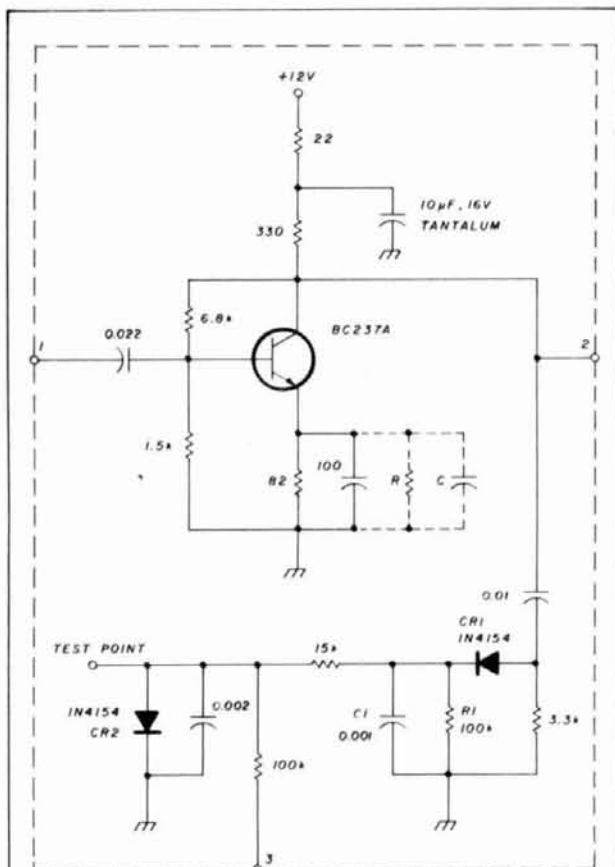 +12V
22
10µF, 16V
TANTALUM
330
6.8k
BC237A
0.022
1
2
1.5k
82
100
R
C
0.01
CR1
1N4154
TEST POINT
15k
1N4154
CR2
0.002
C1
0.001
R1
100k
3.3k
100k
3